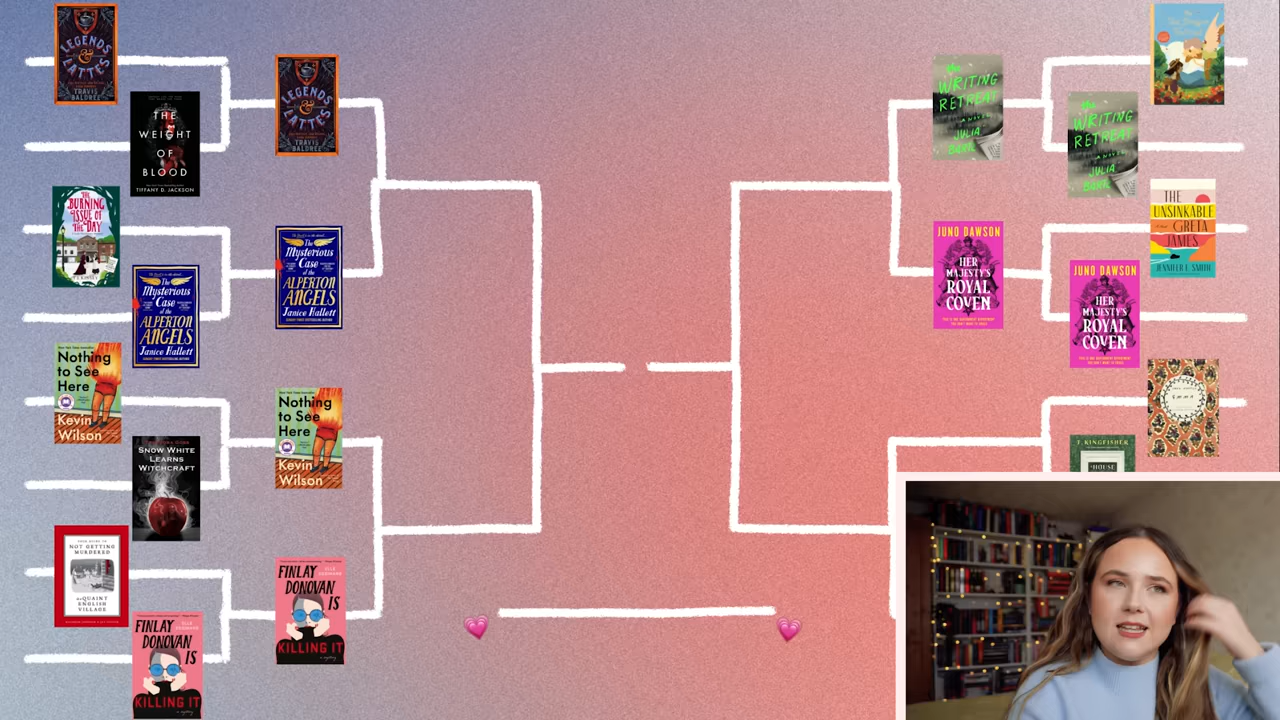 LEGENDS
&
LATTES
TRAVIS
BALDREE
THE
WEIGHT
OF
BLOOD
TIFFANY D. JACKSON
THE
BURNING
ISSUE OF
THE DAY
The
Mysterious
Case
of the
ALPERTON
ANGELS
Janice Hallett
Nothing
to See
Here
Kevin
Wilson
SNOW WHITE
LEARNS
WITCHCRAFT
NOT GETTING
MURDERED
QUAINT
ENGLISH
VILLAGE
FINLAY
DONOVAN
IS
KILLING IT
LEGENDS
&
LATTES
TRAVIS
BALDREE
The
Mysterious
Case
of the
ALPERTON
ANGELS
Janice Hallett
Nothing
to See
Here
Kevin
Wilson
FINLAY
DONOVAN
IS
KILLING IT
the
WRITING
RETREAT
A NOVEL
JULIA
JUNO DAWSON
HER
MAJESTY'S
ROYAL
COVEN
the
WRITING
RETREAT
A NOVEL
JULIA
THE
UNSINKABLE
GRETA
JAMES
JENNIFER E. SMITH
JUNO DAWSON
HER
MAJESTY'S
ROYAL
COVEN
T. KINGFISHER
HOUSE